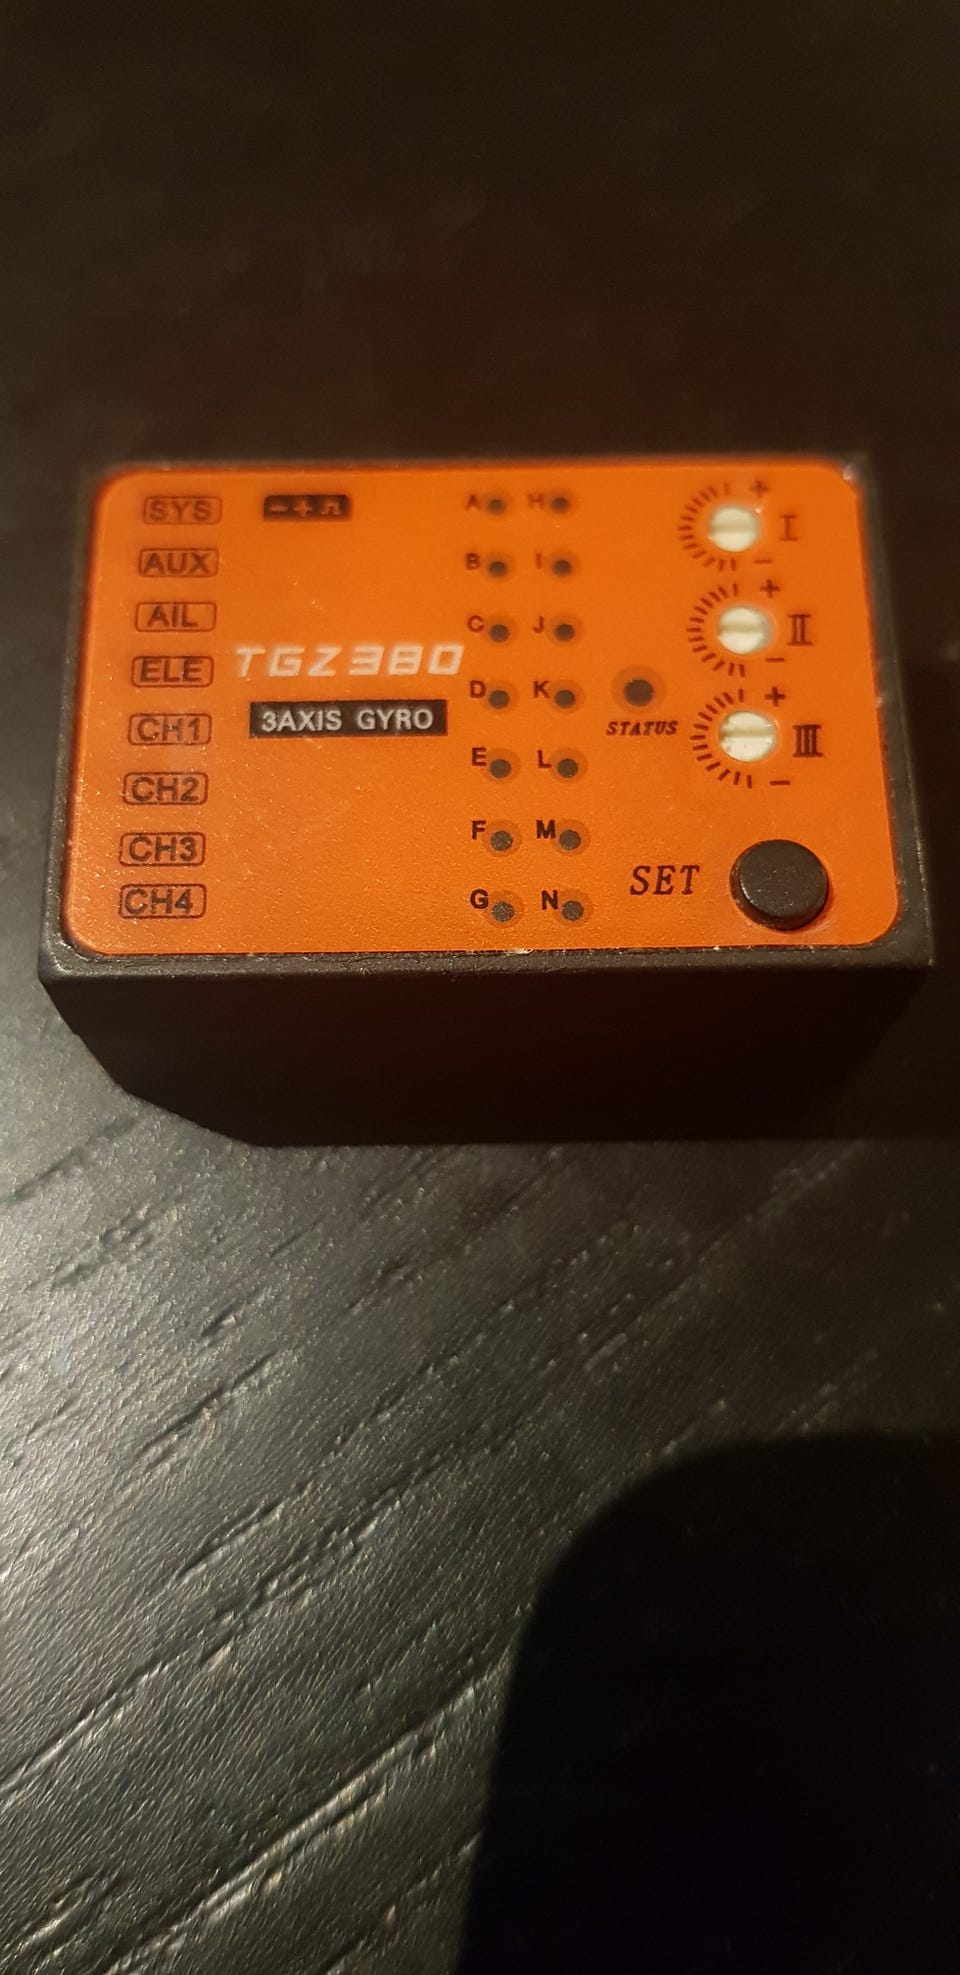 SYS
AUX
AIL
ELE
CH1
CH2
CH3
CH4
- + ⎍
TGZ380
3AXIS GYRO
A H
B I
C J
D K
E L
F M
G N
STATUS
+ I -
+ II -
+ III -
SET